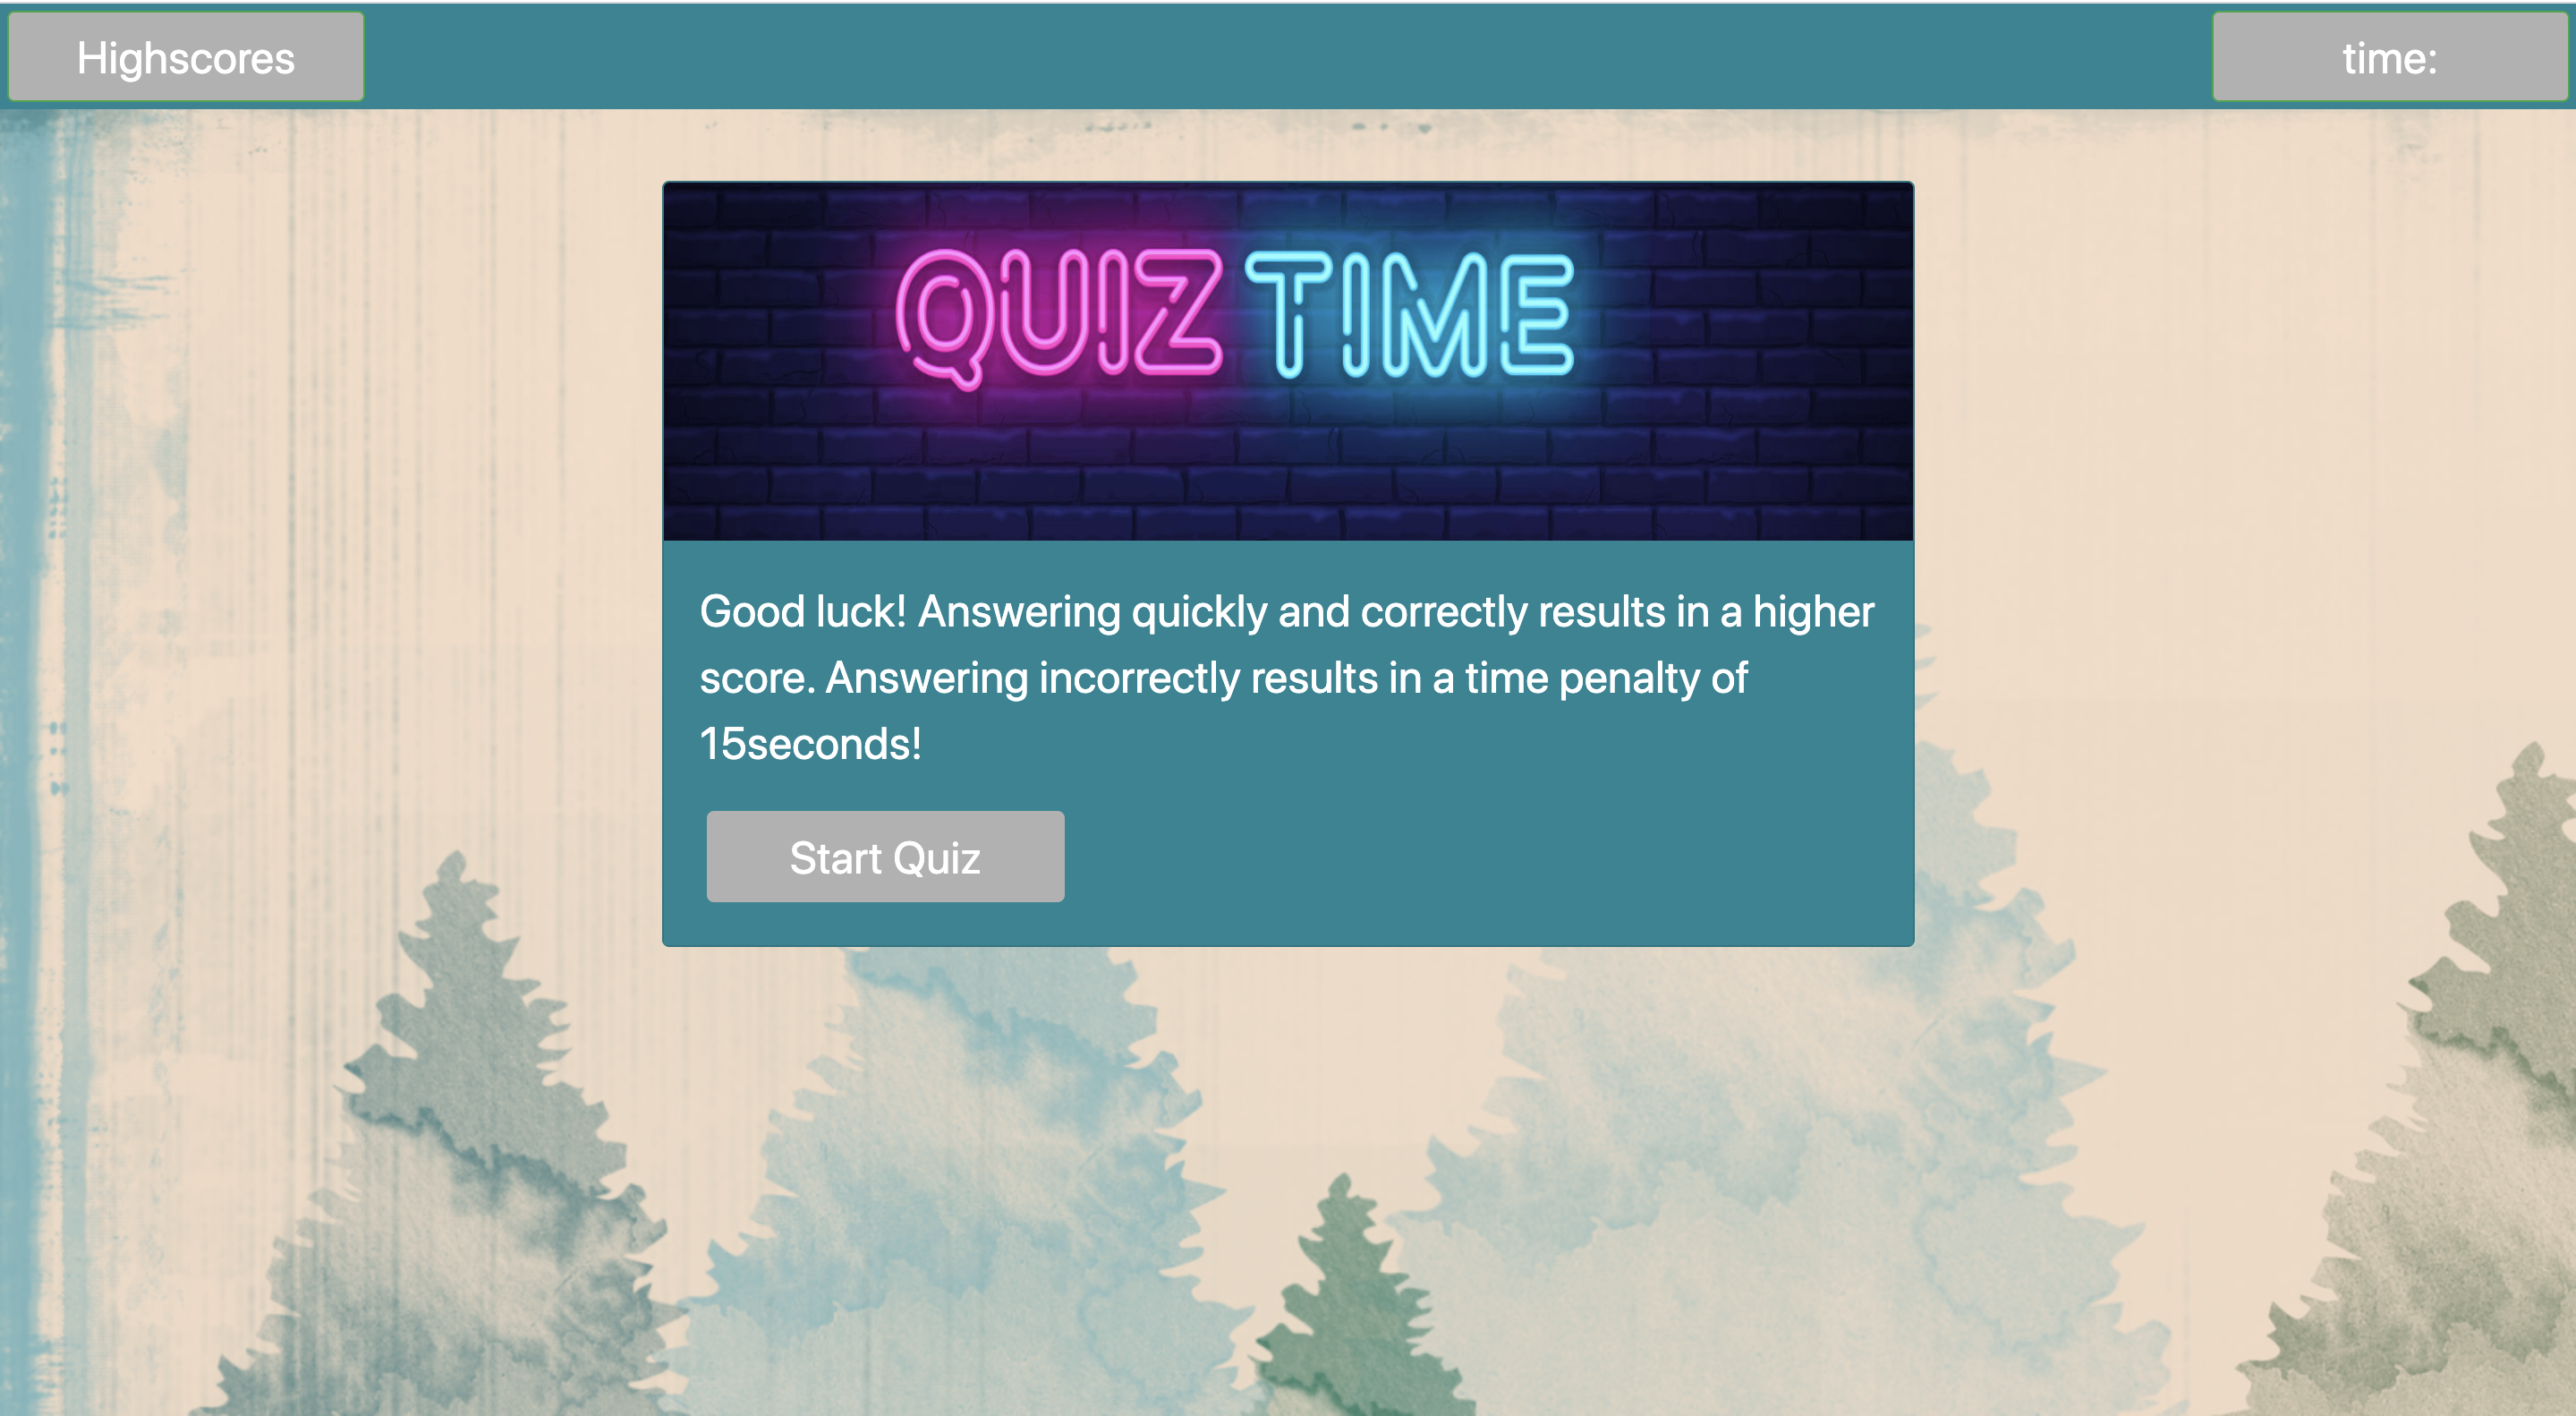 Highscores
time:
QUIZ TIME
Good luck! Answering quickly and correctly results in a higher
score. Answering incorrectly results in a time penalty of
15seconds!
Start Quiz